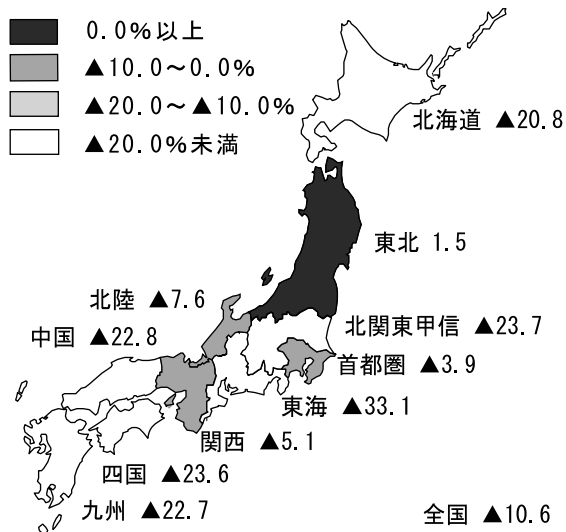 0.0%以上
▲10.0～0.0%
▲20.0～▲10.0%
▲20.0%未満
北海道 ▲20.8
東北 1.5
北陸 ▲7.6
中国 ▲22.8
北関東甲信 ▲23.7
首都圏 ▲3.9
東海 ▲33.1
関西 ▲5.1
四国 ▲23.6
九州 ▲22.7
全国 ▲10.6